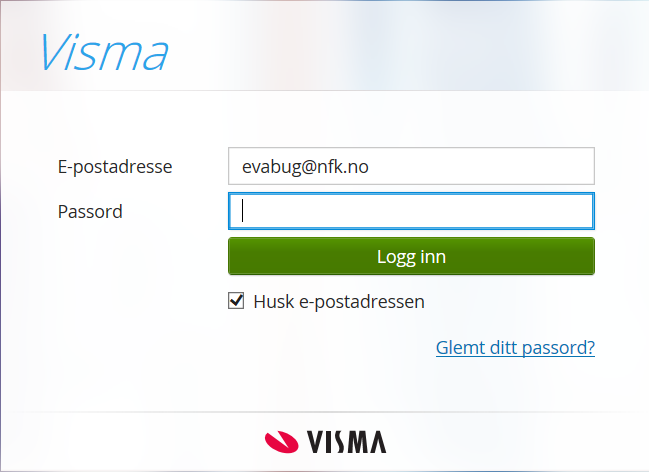 Visma
E-postadresse evabug@nfk.no
Passord
Logg inn
Husk e-postadressen
Glemt ditt passord?
VISMA